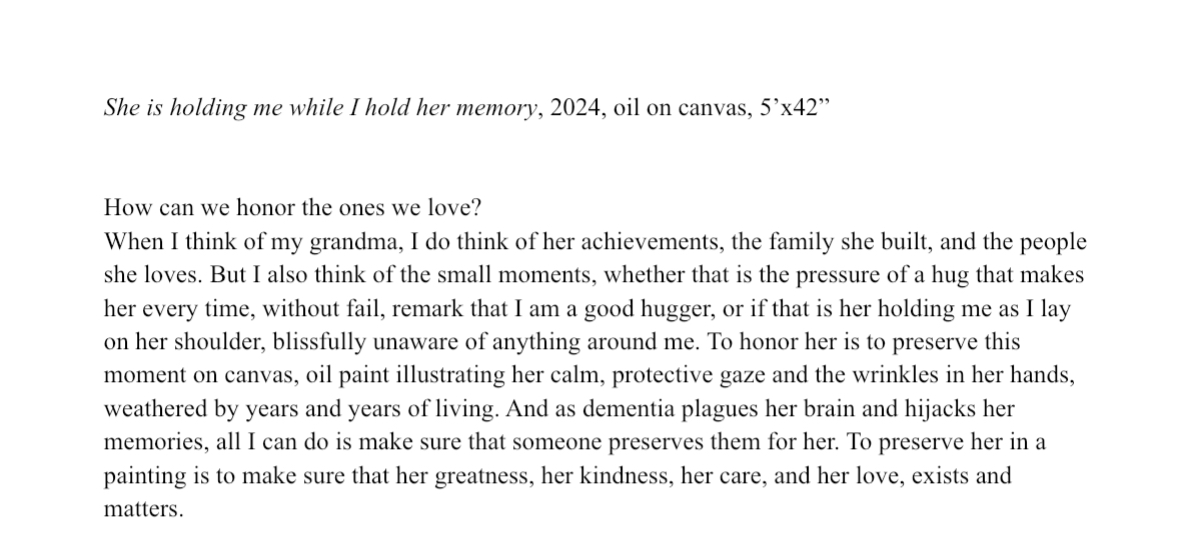 She is holding me while I hold her memory, 2024, oil on canvas, 5’x42”
How can we honor the ones we love?
When I think of my grandma, I do think of her achievements, the family she built, and the people
she loves. But I also think of the small moments, whether that is the pressure of a hug that makes
her every time, without fail, remark that I am a good hugger, or if that is her holding me as I lay
on her shoulder, blissfully unaware of anything around me. To honor her is to preserve this
moment on canvas, oil paint illustrating her calm, protective gaze and the wrinkles in her hands,
weathered by years and years of living. And as dementia plagues her brain and hijacks her
memories, all I can do is make sure that someone preserves them for her. To preserve her in a
painting is to make sure that her greatness, her kindness, her care, and her love, exists and
matters.